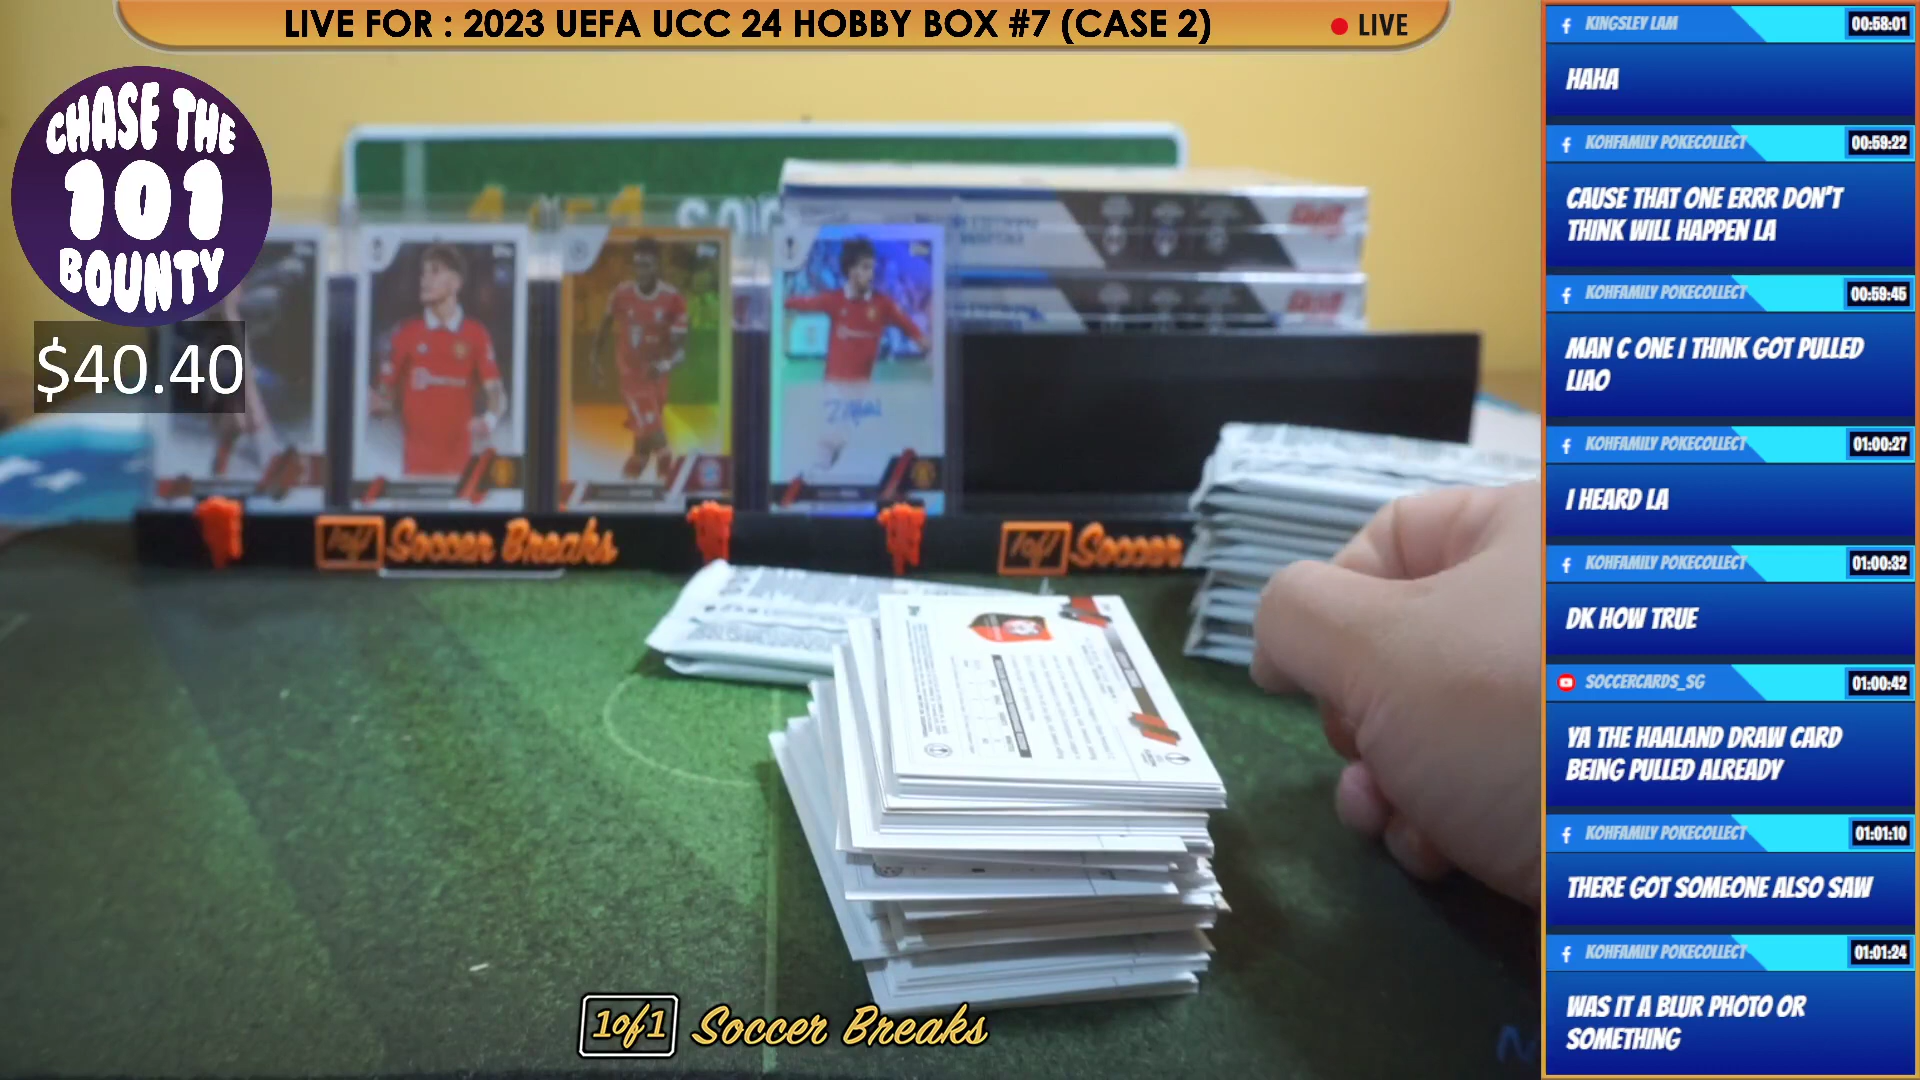 LIVE FOR : 2023 UEFA UCC 24 HOBBY BOX #7 (CASE 2)
LIVE
CHASE THE
101
BOUNTY
$40.40
1of1 Soccer Breaks
1of1 Soccer
1of1 Soccer Breaks
KINGSLEY LAM 00:58:01
HAHA
KOHFAMILY POKECOLLECT 00:59:22
CAUSE THAT ONE ERRR DON'T
THINK WILL HAPPEN LA
KOHFAMILY POKECOLLECT 00:59:45
MAN C ONE I THINK GOT PULLED
LIAO
KOHFAMILY POKECOLLECT 01:00:27
I HEARD LA
KOHFAMILY POKECOLLECT 01:00:32
DK HOW TRUE
SOCCERCARDS_SG 01:00:42
YA THE HAALAND DRAW CARD
BEING PULLED ALREADY
KOHFAMILY POKECOLLECT 01:01:10
THERE GOT SOMEONE ALSO SAW
KOHFAMILY POKECOLLECT 01:01:24
WAS IT A BLUR PHOTO OR
SOMETHING